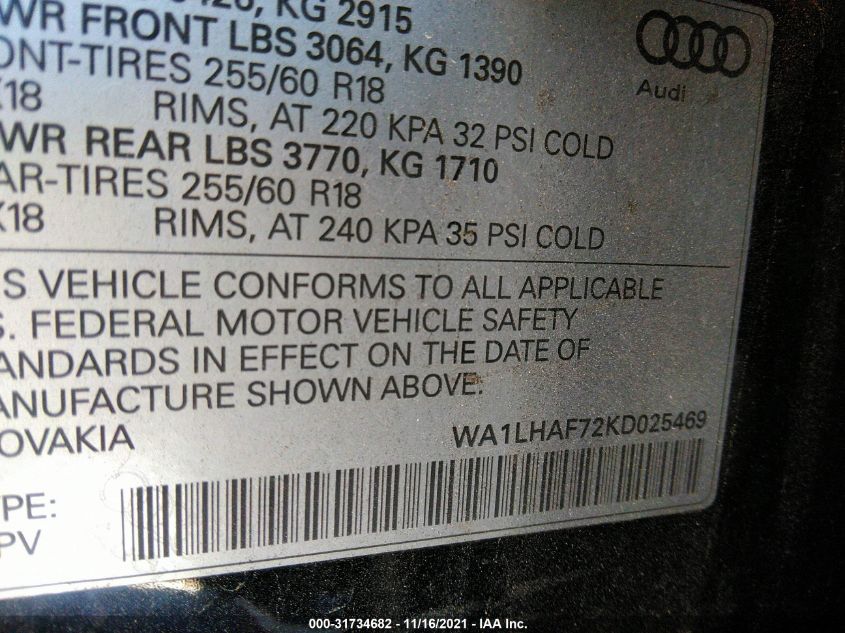 KG 2915
WR FRONT LBS 3064, KG 1390
ONT-TIRES 255/60 R18
X18 RIMS, AT 220 KPA 32 PSI COLD
WR REAR LBS 3770, KG 1710
AR-TIRES 255/60 R18
X18 RIMS, AT 240 KPA 35 PSI COLD
Audi
S VEHICLE CONFORMS TO ALL APPLICABLE
S. FEDERAL MOTOR VEHICLE SAFETY
ANDARDS IN EFFECT ON THE DATE OF
ANUFACTURE SHOWN ABOVE.
OVAKIA WA1LHAF72KD025469
YPE:
PV
000-31734682 - 11/16/2021 - IAA Inc.